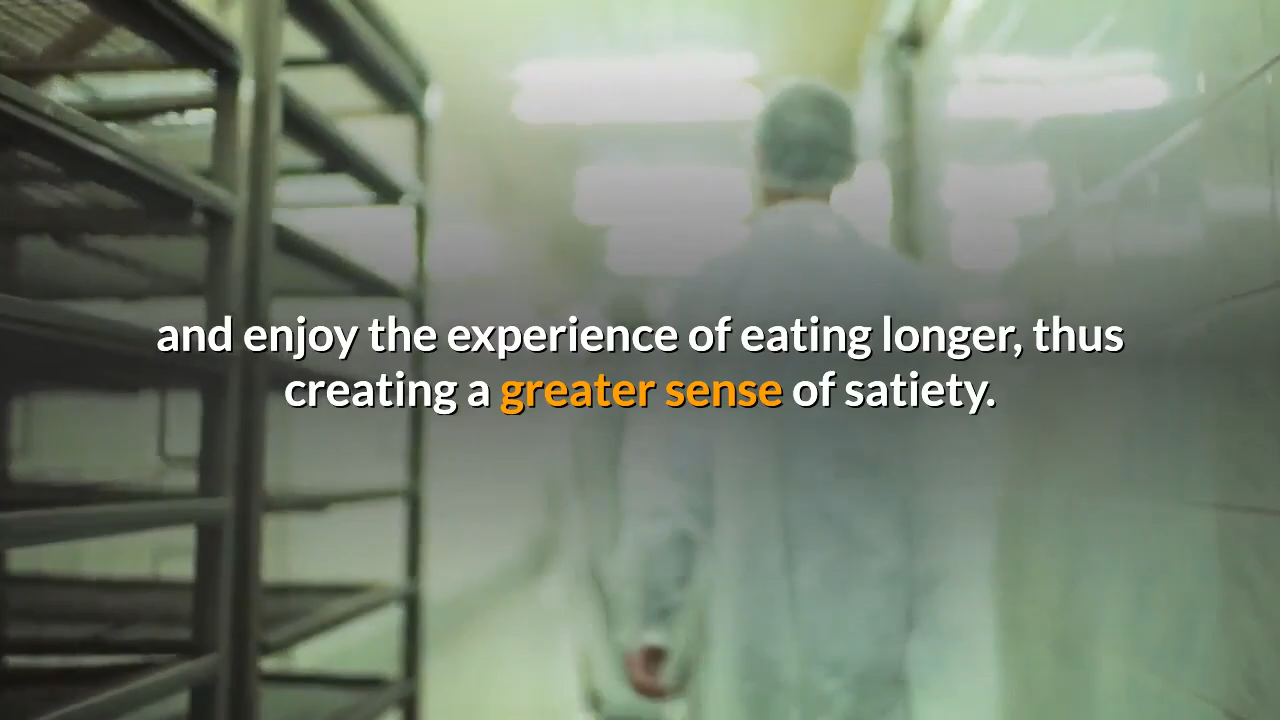 and enjoy the experience of eating longer, thus
creating a greater sense of satiety.